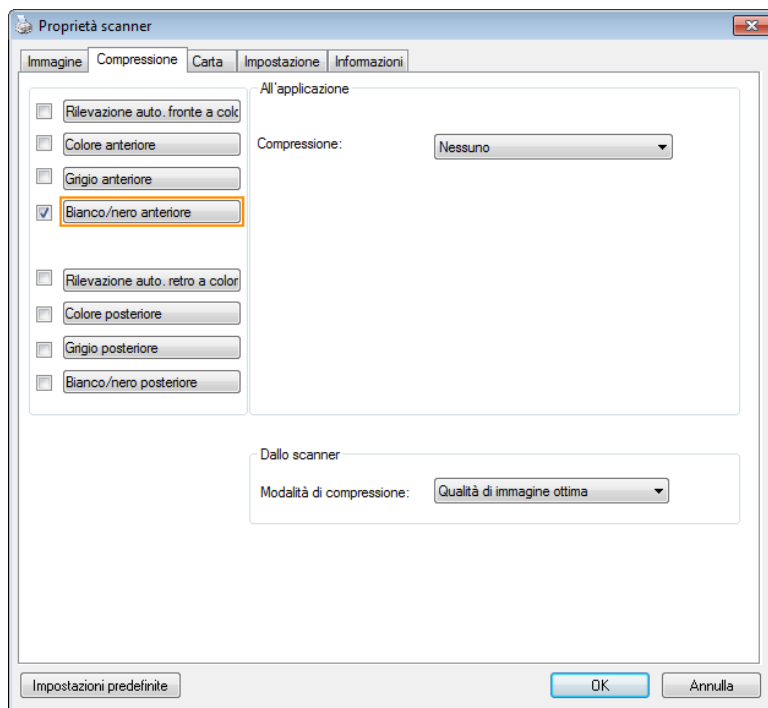 Proprietà scanner
Immagine
Compressione
Carta
Impostazione
Informazioni
Rilevazione auto. fronte a colo
Colore anteriore
Grigio anteriore
Bianco/nero anteriore
Rilevazione auto. retro a color
Colore posteriore
Grigio posteriore
Bianco/nero posteriore
All'applicazione
Compressione:
Nessuno
Dallo scanner
Modalità di compressione:
Qualità di immagine ottima
Impostazioni predefinite
OK
Annulla